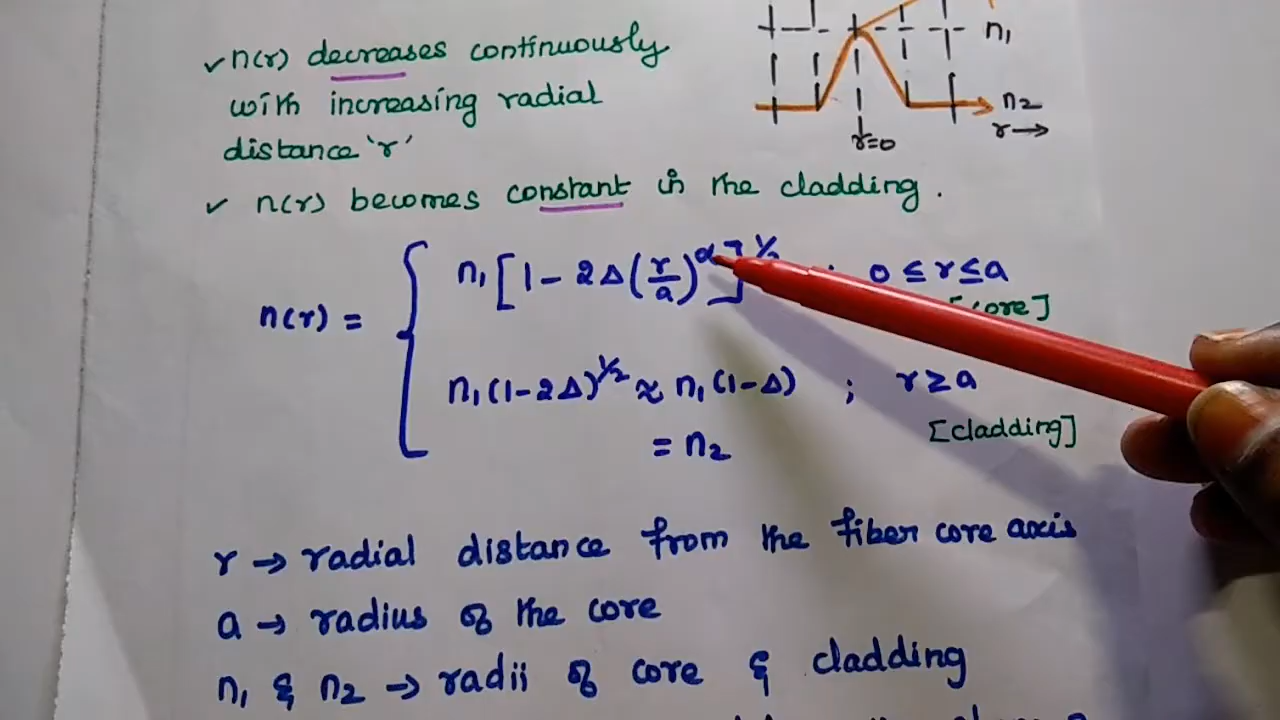 n1
✓ n(r) decreases continuously
with increasing radial
distance 'r'
n2
r→
r=0
✓ n(r) becomes constant in the cladding.
n(r) = { n1 [1 - 2Δ (r/a)^α]^1/2 ; 0 ≤ r ≤ a
[core]
n1 (1-2Δ)^1/2 ≈ n1 (1-Δ) ; r ≥ a
= n2
[cladding]
r → radial distance from the fiber core axis
a → radius of the core
n1 & n2 → radii of core & cladding